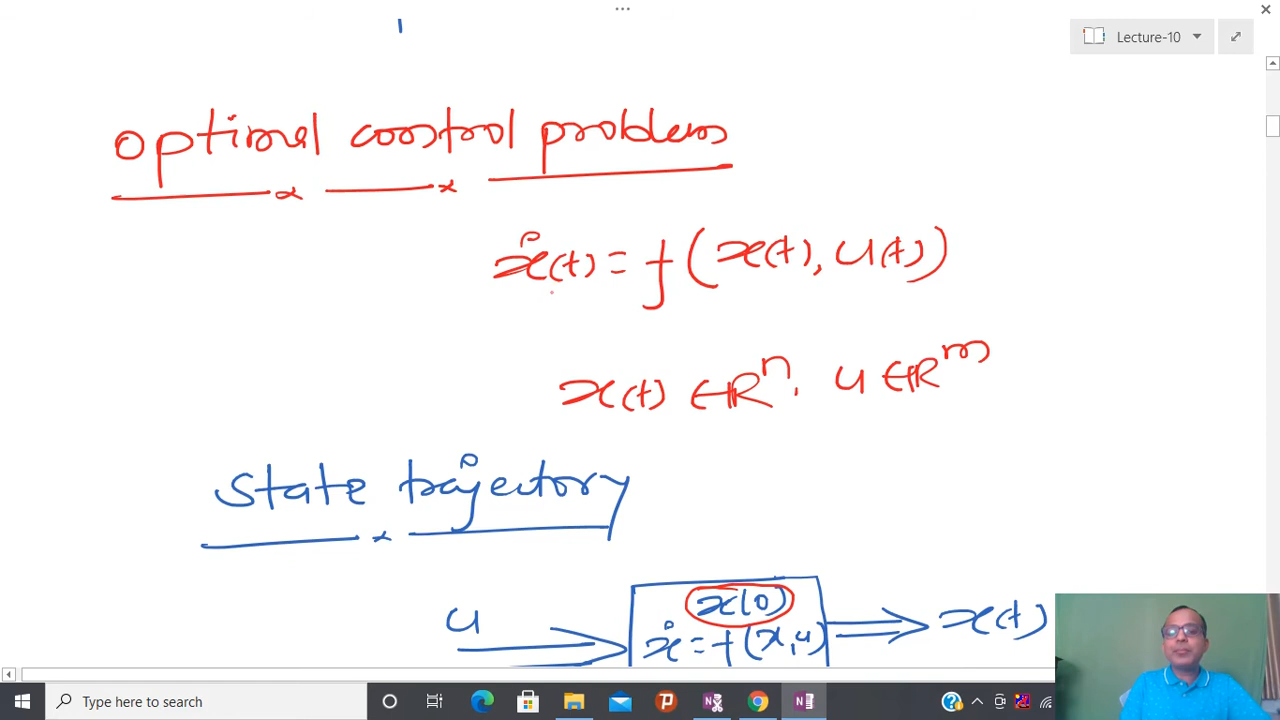 Lecture-10
optimal control problem
ẋ(t) = f(x(t), u(t))
x(t) ∈ ℝⁿ, u ∈ ℝᵐ
state trajectory
x(0)
u
ẋ = f(x, u)
x(t)
Type here to search